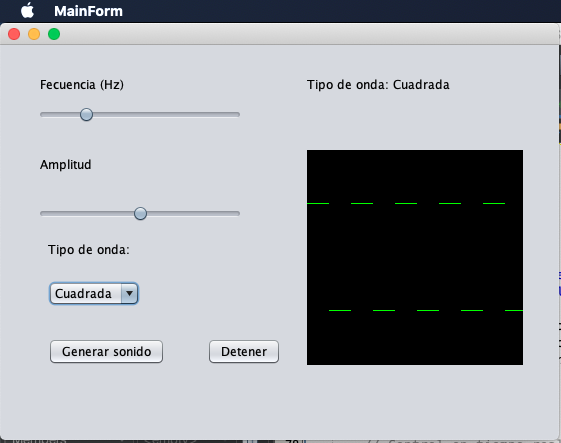 MainForm
Fecuencia (Hz)
Tipo de onda: Cuadrada
Amplitud
Tipo de onda:
Cuadrada
Generar sonido
Detener